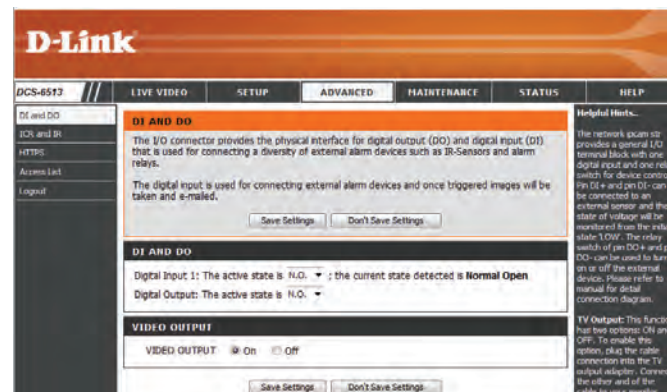 D-Link
DCS-6513 LIVE VIDEO SETUP ADVANCED MAINTENANCE STATUS HELP
DI and DO
ICR and IR
HTTPS
Access List
Logout
DI AND DO
The I/O connector provides the physical interface for digital output (DO) and digital input (DI)
that is used for connecting a diversity of external alarm devices such as IR-Sensors and alarm
relays.
The digital input is used for connecting external alarm devices and once triggered images will be
taken and e-mailed.
Save Settings Don't Save Settings
DI AND DO
Digital Input 1: The active state is N.O. ; the current state detected is Normal Open
Digital Output: The active state is N.O.
VIDEO OUTPUT
VIDEO OUTPUT On Off
Save Settings Don't Save Settings
Helpful Hints..
The network ipcam
provides a general I/O
terminal block with one
digital input and one
switch for device
Pin DI+ and pin DI- can
be connected to an
external sensor and the
state of voltage will be
monitored from the
state 'LOW'. The relay
switch of pin DO+ and
DO- can be used to turn
on or off the external
device. Please refer to
manual for detail
connection diagram.
TV Output: This
has two options: ON
OFF. To enable this
option, plug the cable
connection into the TV
output adapter.
the other end of the